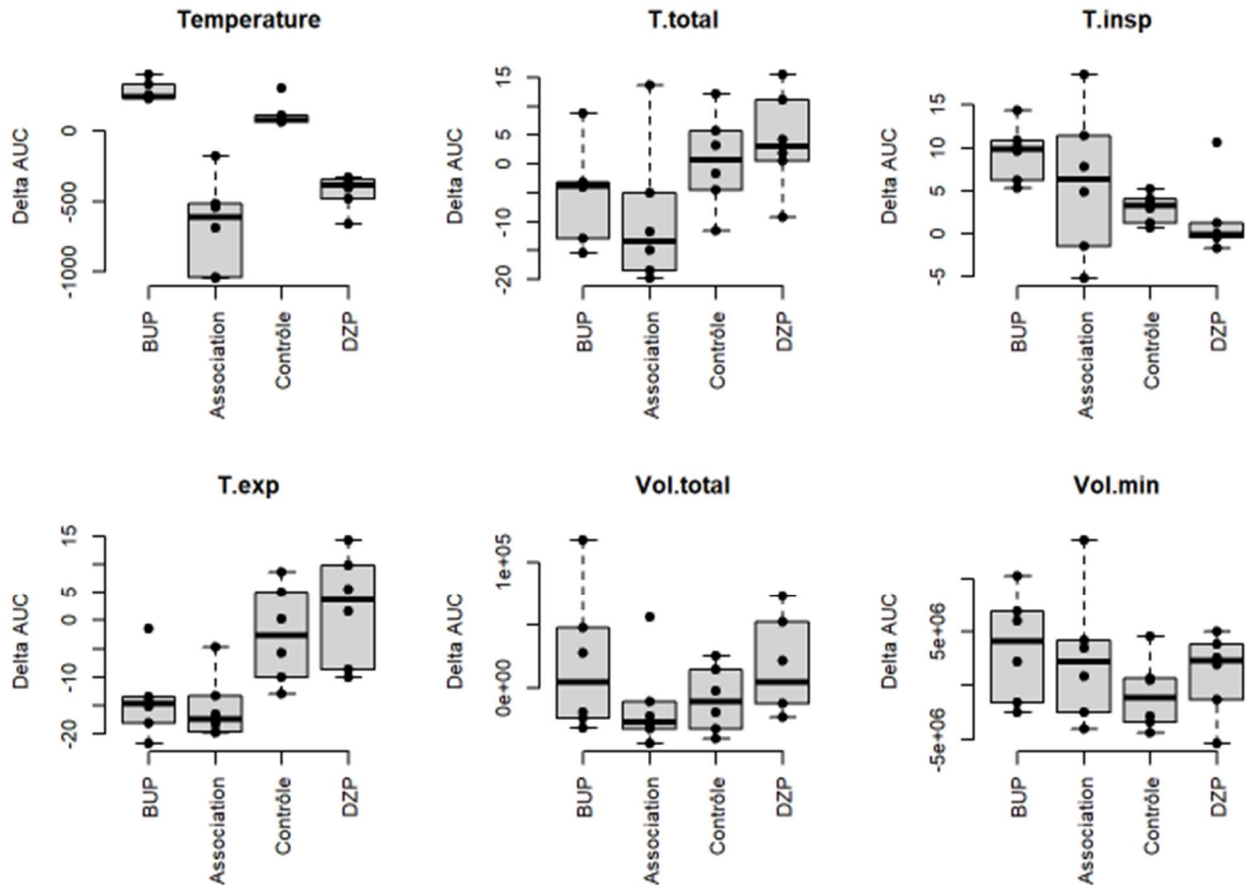 Temperature
Delta AUC
0
-500
-1000
BUP
Association
Contrôle
DZP
T.total
Delta AUC
15
5
0
-10
-20
BUP
Association
Contrôle
DZP
T.insp
Delta AUC
15
10
5
0
-5
BUP
Association
Contrôle
DZP
T.exp
Delta AUC
15
5
0
-10
-20
BUP
Association
Contrôle
DZP
Vol.total
Delta AUC
1e+05
0e+00
BUP
Association
Contrôle
DZP
Vol.min
Delta AUC
5e+06
-5e+06
BUP
Association
Contrôle
DZP